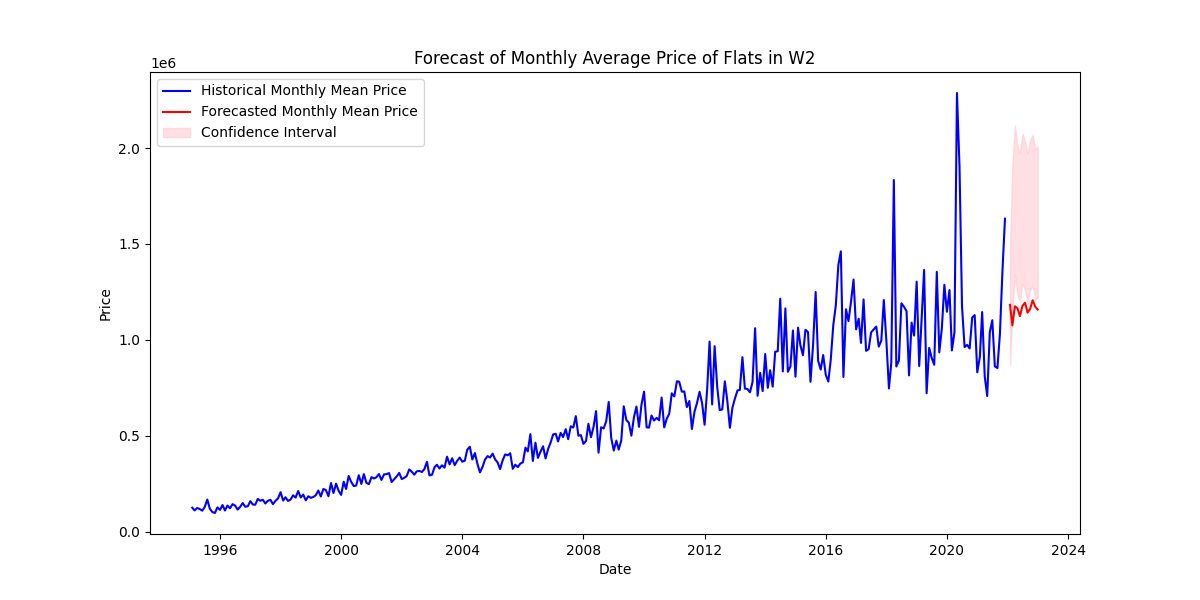 Forecast of Monthly Average Price of Flats in W2
1e6
Historical Monthly Mean Price
Forecasted Monthly Mean Price
Confidence Interval
2.0
1.5
1.0
0.5
0.0
Price
1996 2000 2004 2008 2012 2016 2020 2024
Date